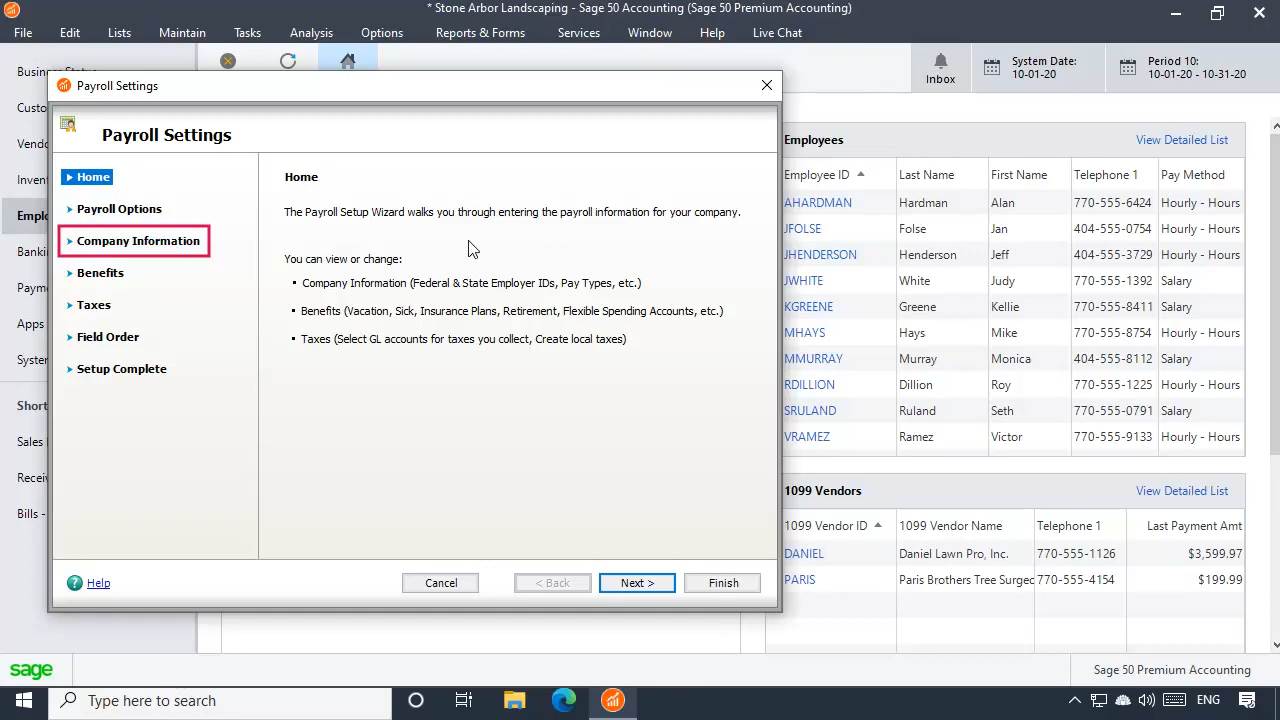 * Stone Arbor Landscaping - Sage 50 Accounting (Sage 50 Premium Accounting)
File Edit Lists Maintain Tasks Analysis Options Reports & Forms Services Window Help Live Chat
Inbox
System Date:
10-01-20
Period 10:
10-01-20 10-31-20
Custo
Vendo
Inven
Emplo
Banki
Payme
Apps
System
Short
Sales
Recei
Bills -
Payroll Settings
Payroll Settings
Home
Payroll Options
Company Information
Benefits
Taxes
Field Order
Setup Complete
Home
The Payroll Setup Wizard walks you through entering the payroll information for your company.
You can view or change:
• Company Information (Federal & State Employer IDs, Pay Types, etc.)
• Benefits (Vacation, Sick, Insurance Plans, Retirement, Flexible Spending Accounts, etc.)
• Taxes (Select GL accounts for taxes you collect, Create local taxes)
Help
Cancel < Back Next > Finish
Employees View Detailed List
Employee ID Last Name First Name Telephone 1 Pay Method
AHARDMAN Hardman Alan 770-555-6424 Hourly - Hours
JFOLSE Folse Jan 404-555-0754 Hourly - Hours
JHENDERSON Henderson Jeff 404-555-3729 Hourly - Hours
JWHITE White Judy 770-555-1392 Salary
KGREENE Greene Kellie 770-555-8411 Salary
MHAYS Hays Mike 770-555-8754 Hourly - Hours
MMURRAY Murray Monica 404-555-8112 Salary
RDILLION Dillion Roy 770-555-1225 Hourly - Hours
SRULAND Ruland Seth 770-555-0791 Salary
VRAMEZ Ramez Victor 770-555-9133 Hourly - Hours
1099 Vendors View Detailed List
1099 Vendor ID 1099 Vendor Name Telephone 1 Last Payment Amt
DANIEL Daniel Lawn Pro, Inc. 770-555-1126 $3,599.97
PARIS Paris Brothers Tree Surgec 770-555-4154 $199.99
sage
Sage 50 Premium Accounting
Type here to search
ENG